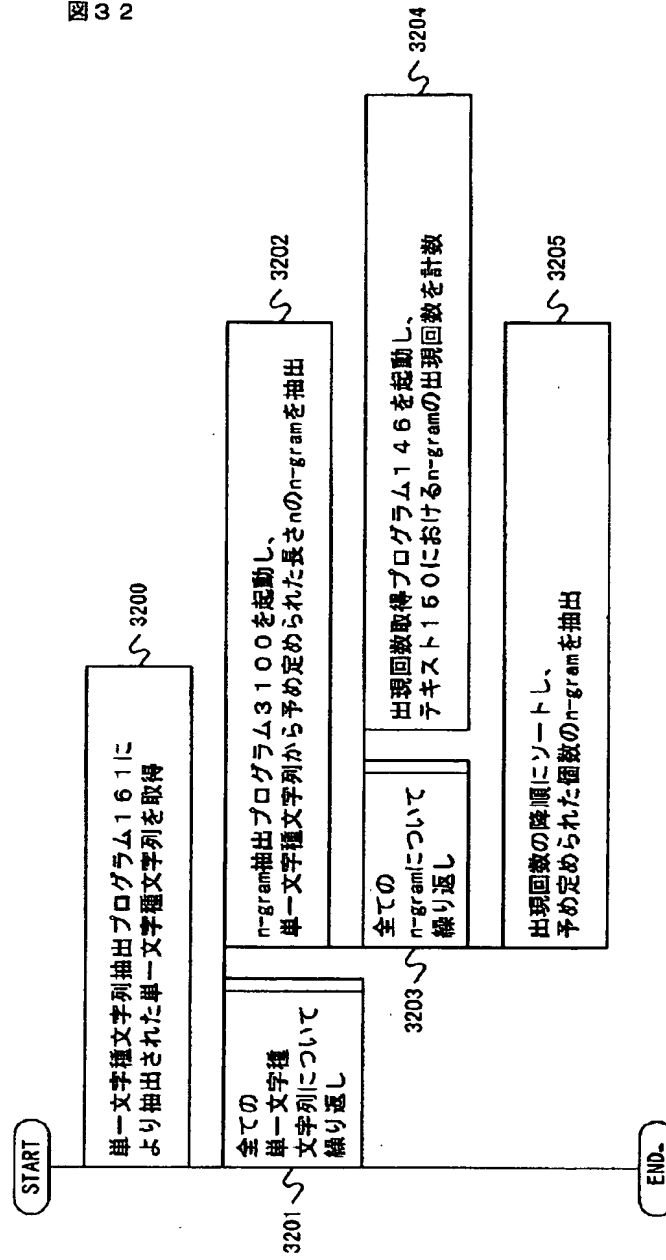 図３２
START
3200
単一文字種文字列抽出プログラム１６１に
より抽出された単一文字種文字列を取得
3201
全ての
単一文字種
文字列について
繰り返し
3202
n-gram抽出プログラム３１００を起動し、
単一文字種文字列から予め定められた長さnのn-gramを抽出
3203
全ての
n-gramについて
繰り返し
3204
出現回数取得プログラム１４６を起動し、
テキスト１５０におけるn-gramの出現回数を計数
3205
出現回数の降順にソートし、
予め定められた個数のn-gramを抽出
END